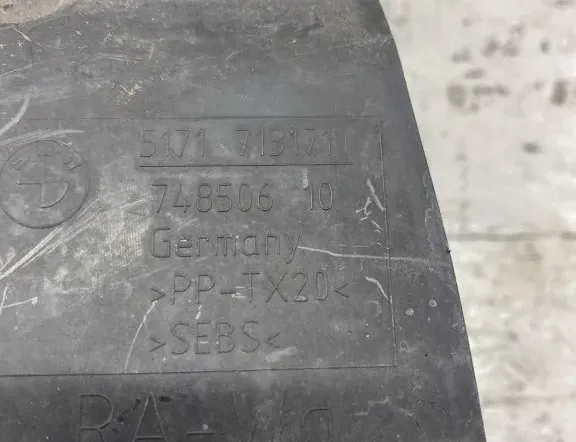 5171 7131711
748506 10
Germany
>PP-TX20<
>SEBS<